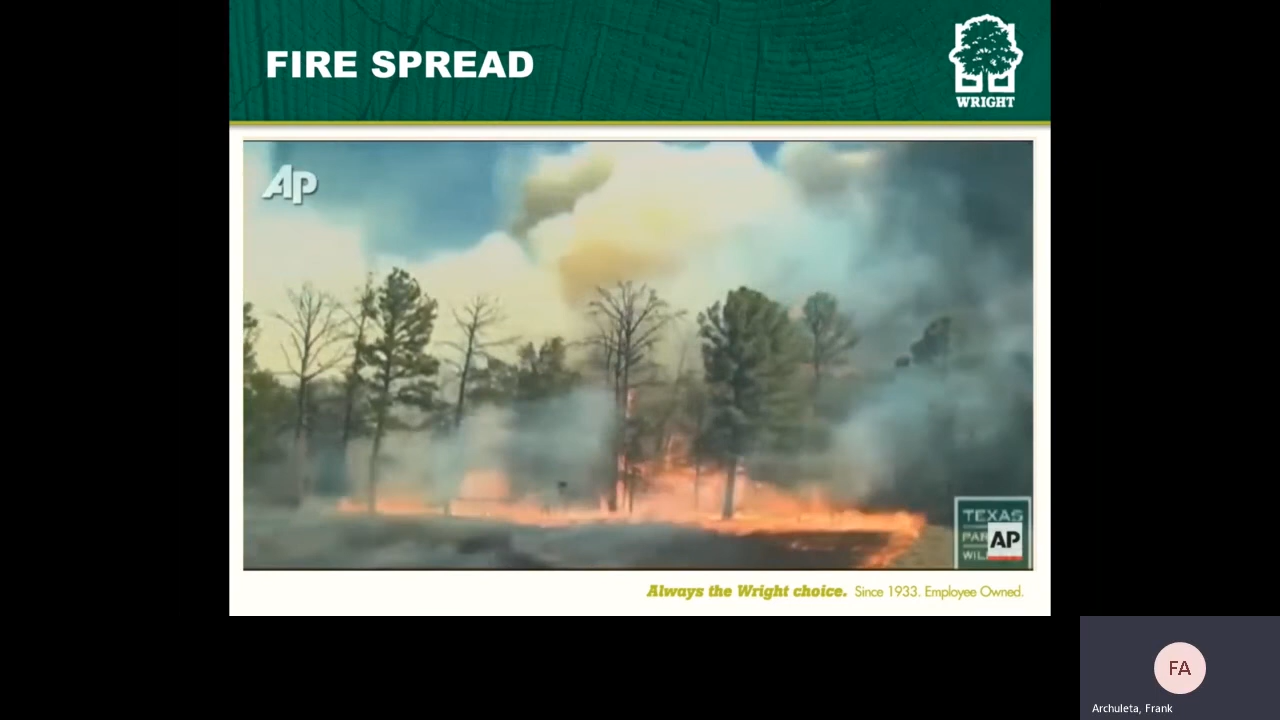 FIRE SPREAD
WRIGHT
AP
TEXAS
AP
Always the Wright choice. Since 1933. Employee Owned.
FA
Archuleta, Frank